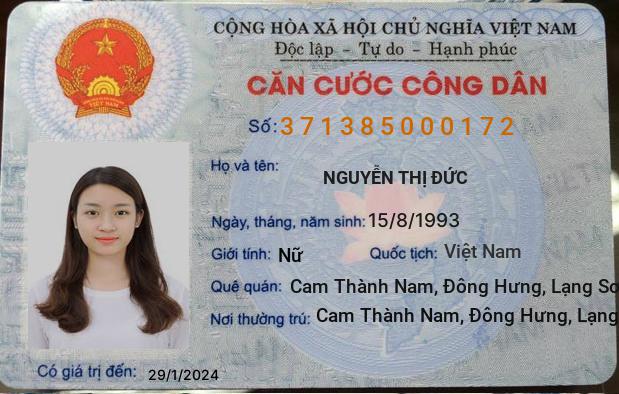 CỘNG HÒA XÃ HỘI CHỦ NGHĨA VIỆT NAM
Độc lập - Tự do - Hạnh phúc
CĂN CƯỚC CÔNG DÂN
Số: 371385000172
Họ và tên:
NGUYỄN THỊ ĐỨC
Ngày, tháng, năm sinh: 15/8/1993
Giới tính: Nữ Quốc tịch: Việt Nam
Quê quán: Cam Thành Nam, Đông Hưng, Lạng
Nơi thường trú: Cam Thành Nam, Đông Hưng, Lạng
Có giá trị đến: 29/1/2024
VIỆT NAM